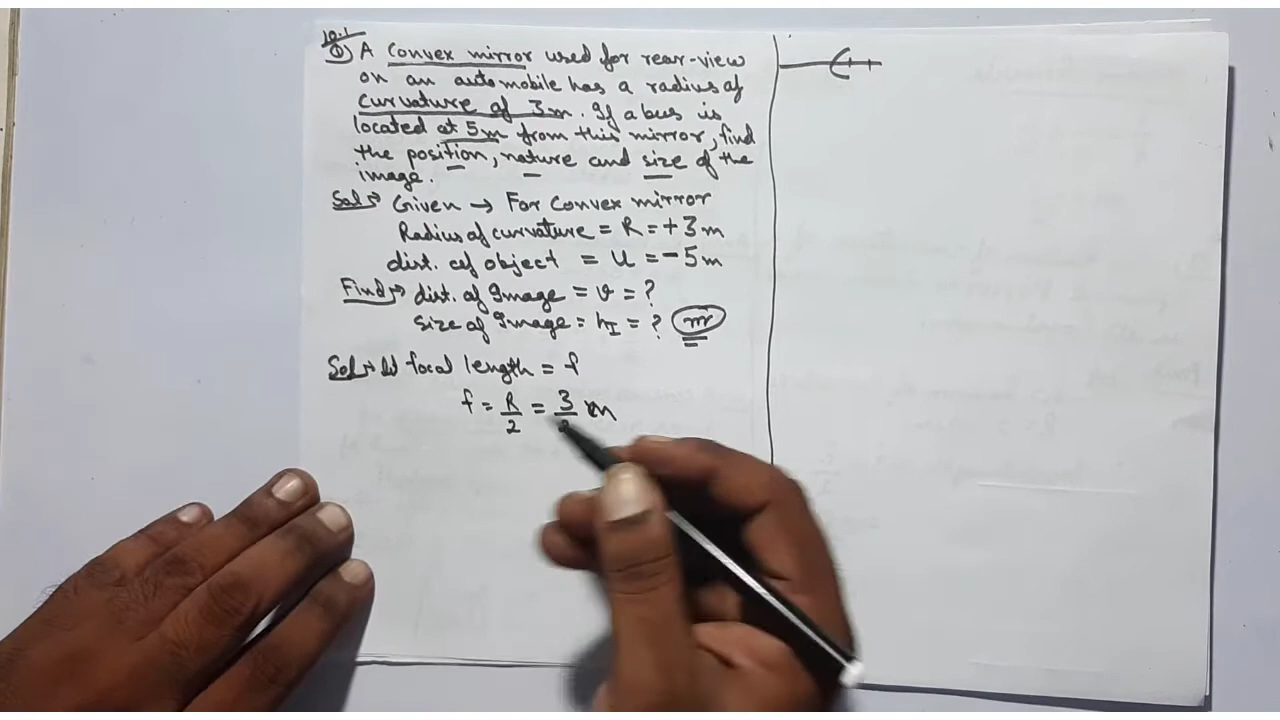 10.1
Q A Convex mirror used for rear-view
on an automobile has a radius of
curvature of 3m. If a bus is
located at 5m from this mirror, find
the position, nature and size of the
image.
Sol → Given → For Convex mirror
Radius of curvature = R = +3m
dist. of object = u = -5m
Find → dist. of Image = v = ?
Size of Image = hI = ? m
Sol → let focal length = f
f = R/2 = 3/2 m